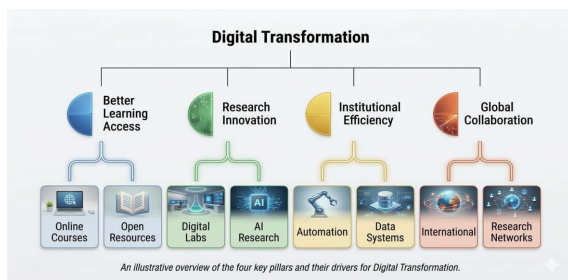 Digital Transformation
Better
Learning
Access
Research
Innovation
Institutional
Efficiency
Global
Collaboration
Online
Courses
Open
Resources
Digital
Labs
AI
AI
Research
Automation
Data
Systems
International
Research
Networks
An illustrative overview of the four key pillars and their drivers for Digital Transformation.